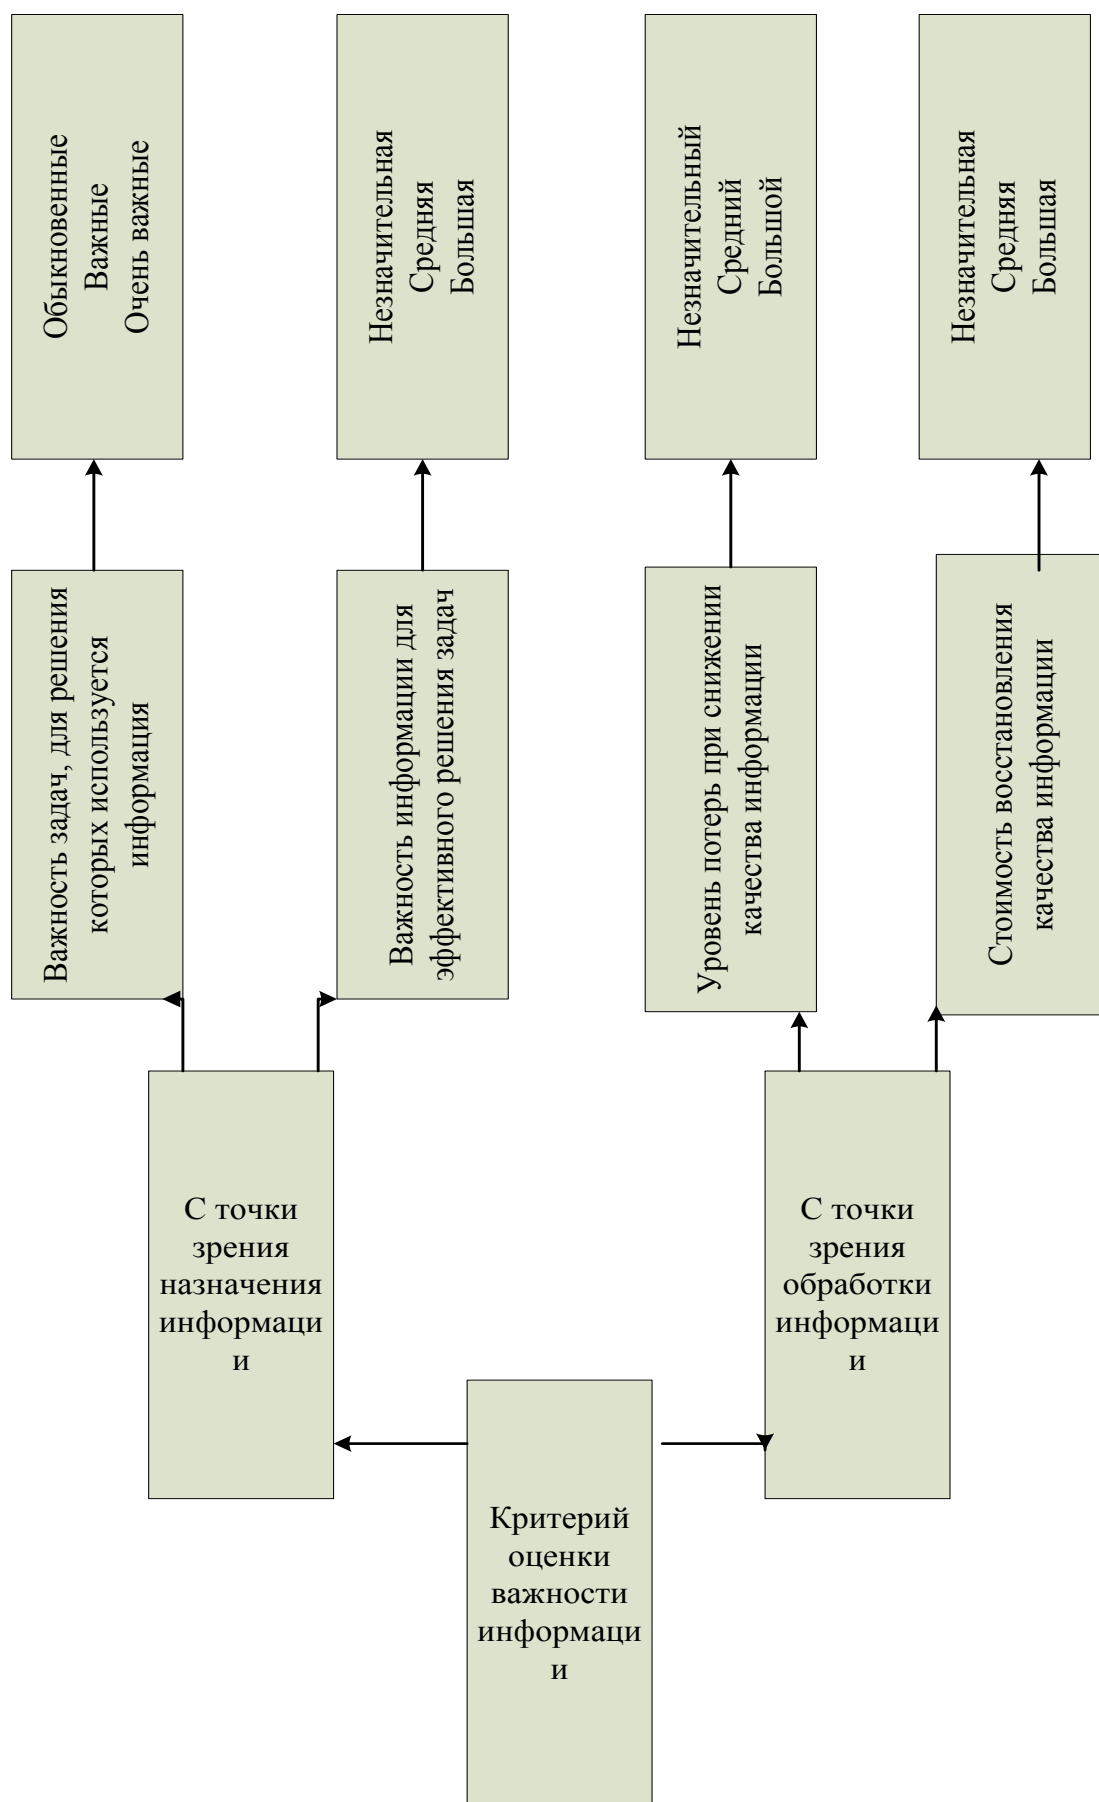 Обыкновенные
Важные
Очень важные
Незначительная
Средняя
Большая
Незначительный
Средний
Большой
Незначительная
Средняя
Большая
Важность задач, для решения
которых используется
информация
Важность информации для
эффективного решения задач
Уровень потерь при снижении
качества информации
Стоимость восстановления
качества информации
С точки
зрения
назначения
информаци
и
С точки
зрения
обработки
информаци
и
Критерий
оценки
важности
информаци
и